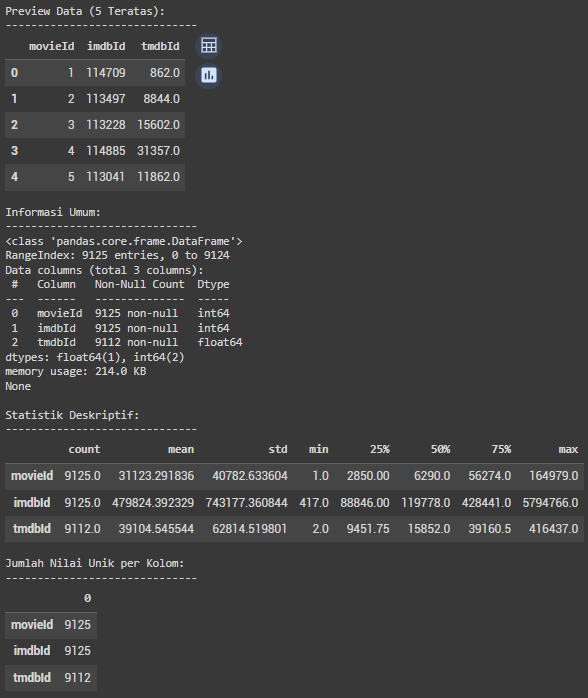 Preview Data (5 Teratas):
------------------------------
movieId imdbId tmdbId
0 1 114709 862.0
1 2 113497 8844.0
2 3 113228 15602.0
3 4 114885 31357.0
4 5 113041 11862.0
Informasi Umum:
------------------------------
<class 'pandas.core.frame.DataFrame'>
RangeIndex: 9125 entries, 0 to 9124
Data columns (total 3 columns):
# Column Non-Null Count Dtype
--- ------ -------------- -----
0 movieId 9125 non-null int64
1 imdbId 9125 non-null int64
2 tmdbId 9112 non-null float64
dtypes: float64(1), int64(2)
memory usage: 214.0 KB
None
Statistik Deskriptif:
------------------------------
count mean std min 25% 50% 75% max
movieId 9125.0 31123.291836 40782.633604 1.0 2850.00 6290.0 56274.0 164979.0
imdbId 9125.0 479824.392329 743177.360844 417.0 88846.00 119778.0 428441.0 5794766.0
tmdbId 9112.0 39104.545544 62814.519801 2.0 9451.75 15852.0 39160.5 416437.0
Jumlah Nilai Unik per Kolom:
------------------------------
0
movieId 9125
imdbId 9125
tmdbId 9112